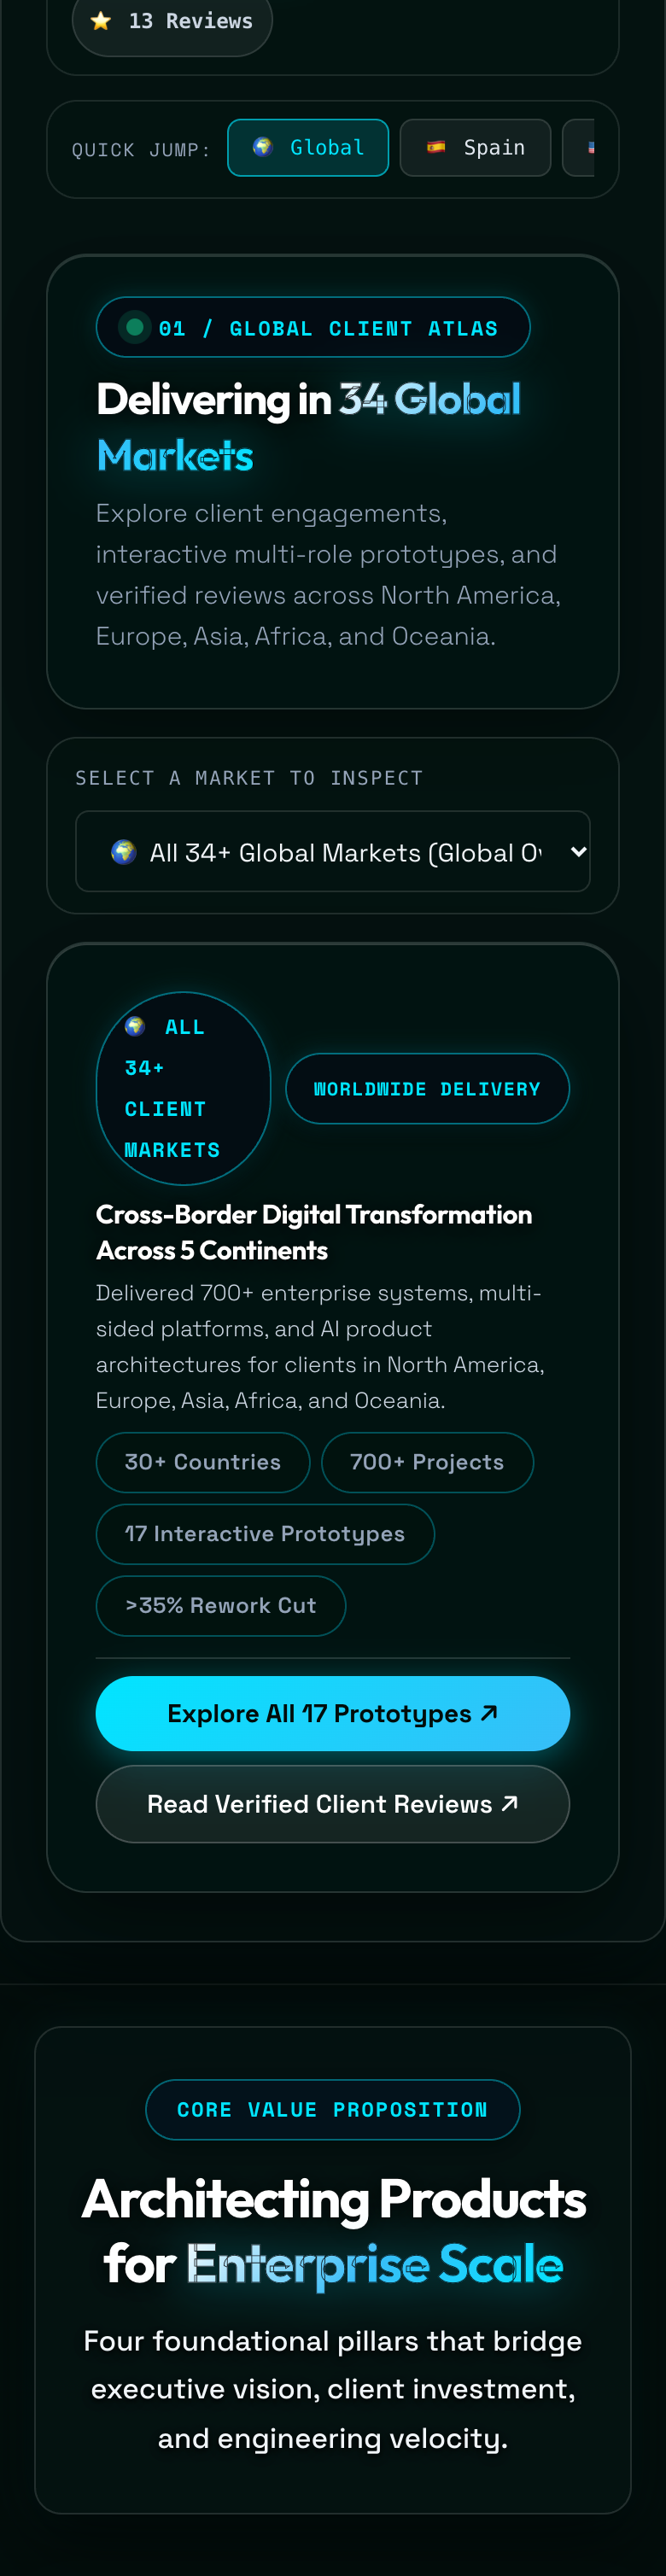 ⭐ 13 Reviews
QUICK JUMP: 🌍 Global 🇪🇸 Spain
01 / GLOBAL CLIENT ATLAS
Delivering in 34 Global
Markets
Explore client engagements,
interactive multi-role prototypes, and
verified reviews across North America,
Europe, Asia, Africa, and Oceania.
SELECT A MARKET TO INSPECT
🌍 All 34+ Global Markets (Global
🌍 ALL
34+
CLIENT
MARKETS
WORLDWIDE DELIVERY
Cross-Border Digital Transformation
Across 5 Continents
Delivered 700+ enterprise systems, multi-
sided platforms, and AI product
architectures for clients in North America,
Europe, Asia, Africa, and Oceania.
30+ Countries 700+ Projects
17 Interactive Prototypes
>35% Rework Cut
Explore All 17 Prototypes ↗
Read Verified Client Reviews ↗
CORE VALUE PROPOSITION
Architecting Products
for Enterprise Scale
Four foundational pillars that bridge
executive vision, client investment,
and engineering velocity.